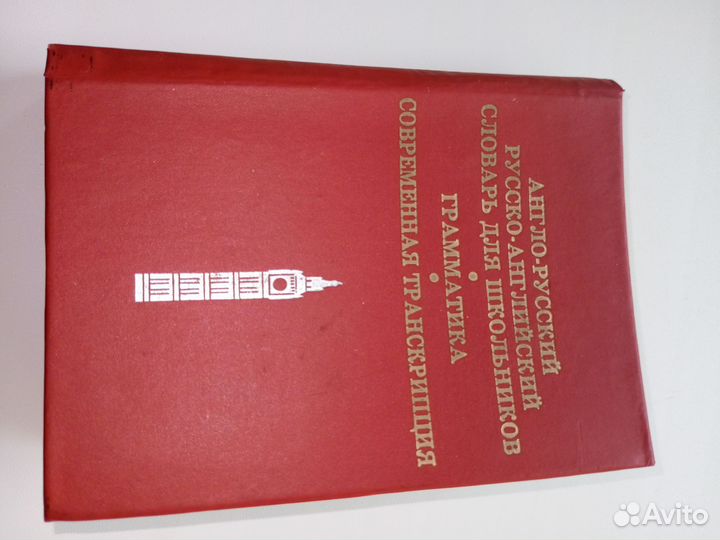 АНГЛО-РУССКИЙ
РУССКО-АНГЛИЙСКИЙ
СЛОВАРЬ ДЛЯ ШКОЛЬНИКОВ
•
ГРАММАТИКА
•
СОВРЕМЕННАЯ ТРАНСКРИПЦИЯ
Avito